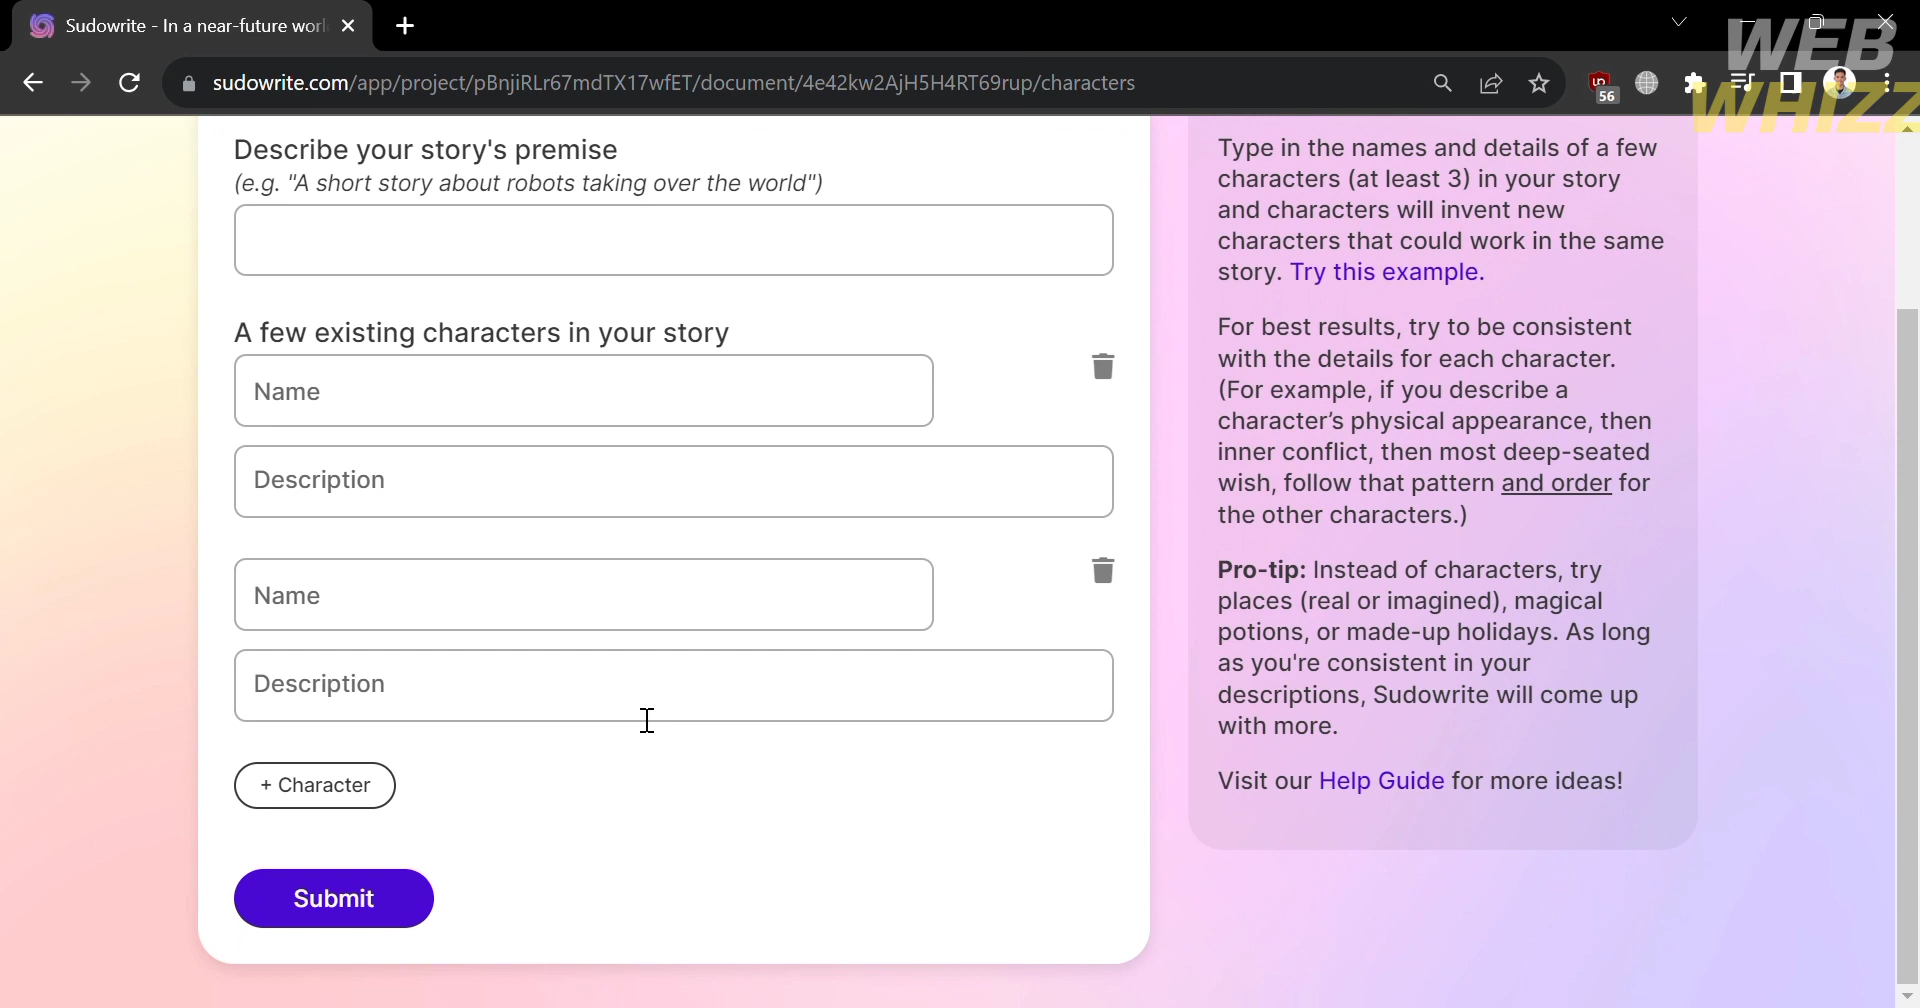 Sudowrite - In a near-future worl
WEB
WHIZZ
sudowrite.com/app/project/pBnjiRLr67mdTX17wfET/document/4e42kw2AjH5H4RT69rup/characters
56
Describe your story's premise
(e.g. "A short story about robots taking over the world")
A few existing characters in your story
Name
Description
Name
Description
+ Character
Submit
Type in the names and details of a few
characters (at least 3) in your story
and characters will invent new
characters that could work in the same
story. Try this example.
For best results, try to be consistent
with the details for each character.
(For example, if you describe a
character's physical appearance, then
inner conflict, then most deep-seated
wish, follow that pattern and order for
the other characters.)
Pro-tip: Instead of characters, try
places (real or imagined), magical
potions, or made-up holidays. As long
as you're consistent in your
descriptions, Sudowrite will come up
with more.
Visit our Help Guide for more ideas!